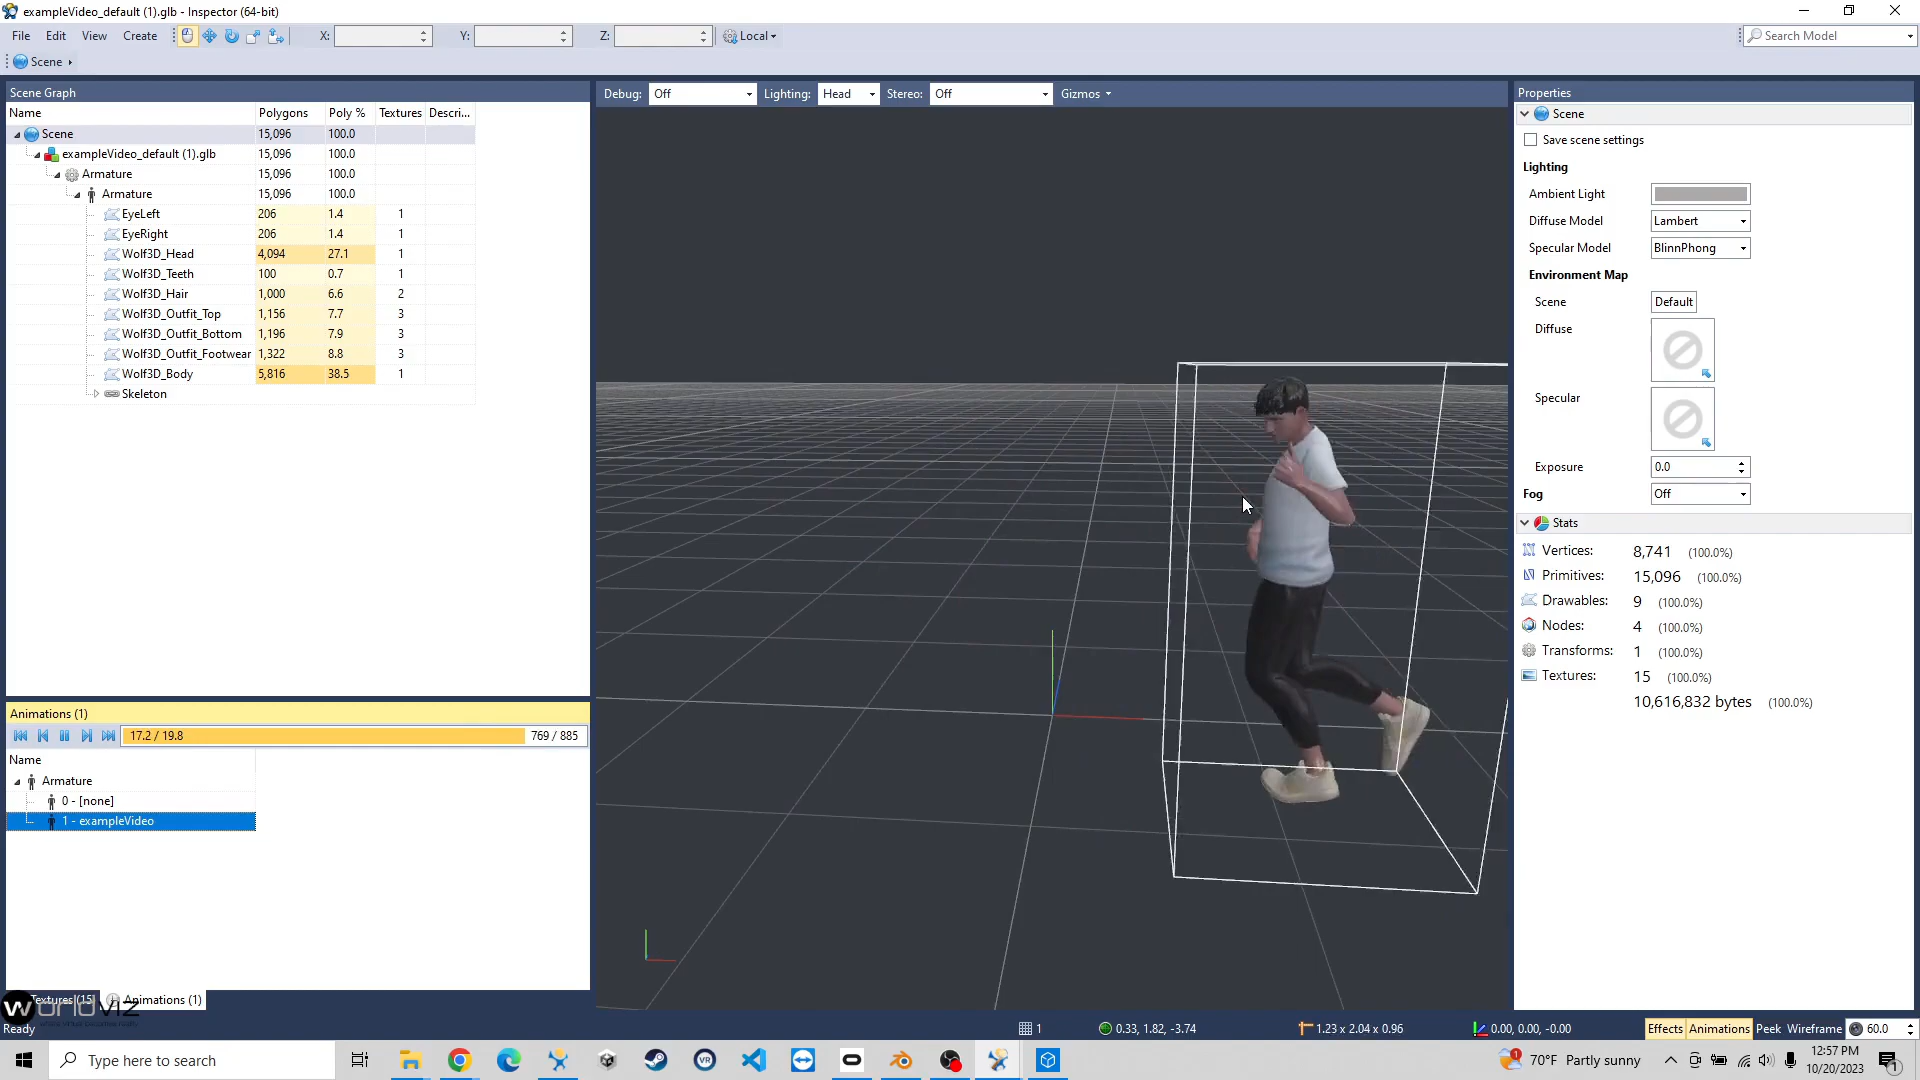 exampleVideo_default (1).glb - Inspector (64-bit)
File Edit View Create X: Y: Z: Local Search Model
Scene
Scene Graph
Name Polygons Poly % Textures Descri...
Scene 15,096 100.0
exampleVideo_default (1).glb 15,096 100.0
Armature 15,096 100.0
Armature 15,096 100.0
EyeLeft 206 1.4 1
EyeRight 206 1.4 1
Wolf3D_Head 4,094 27.1 1
Wolf3D_Teeth 100 0.7 1
Wolf3D_Hair 1,000 6.6 2
Wolf3D_Outfit_Top 1,156 7.7 3
Wolf3D_Outfit_Bottom 1,196 7.9 3
Wolf3D_Outfit_Footwear 1,322 8.8 3
Wolf3D_Body 5,816 38.5 1
Skeleton
Animations (1)
17.2 / 19.8 769 / 885
Name
Armature
0 - [none]
1 - exampleVideo
Textures (15) Animations (1)
WorldViz
Debug: Off Lighting: Head Stereo: Off Gizmos
Properties
Scene
Save scene settings
Lighting
Ambient Light
Diffuse Model Lambert
Specular Model BlinnPhong
Environment Map
Scene Default
Diffuse
Specular
Exposure 0.0
Fog Off
Stats
Vertices: 8,741 (100.0%)
Primitives: 15,096 (100.0%)
Drawables: 9 (100.0%)
Nodes: 4 (100.0%)
Transforms: 1 (100.0%)
Textures: 15 (100.0%)
10,616,832 bytes (100.0%)
Ready 1 0.33, 1.82, -3.74 1.23 x 2.04 x 0.96 0.00, 0.00, -0.00 Effects Animations Peek Wireframe 60.0
Type here to search VR 1 70°F Partly sunny 12:57 PM
10/20/2023 1